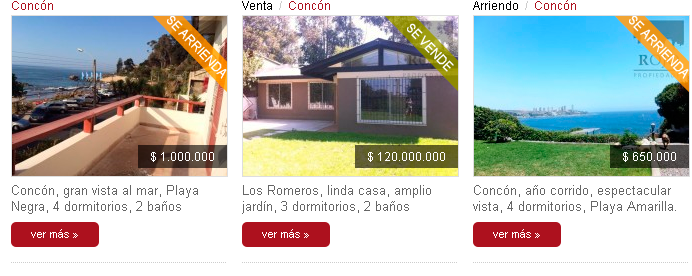 Concón
SE ARRIENDA
$ 1.000.000
Concón, gran vista al mar, Playa
Negra, 4 dormitorios, 2 baños
ver más »
Venta / Concón
SE VENDE
$ 120.000.000
Los Romeros, linda casa, amplio
jardín, 3 dormitorios, 2 baños
ver más »
Arriendo / Concón
SE ARRIENDA
$ 650.000
Concón, año corrido, espectacular
vista, 4 dormitorios, Playa Amarilla.
ver más »